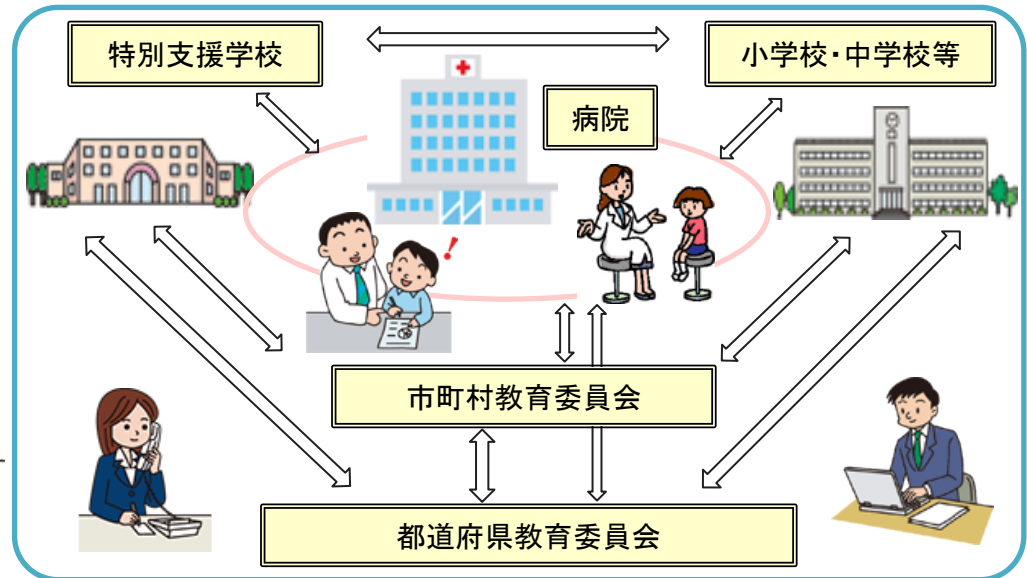 特別支援学校
小学校・中学校等
病院
市町村教育委員会
都道府県教育委員会